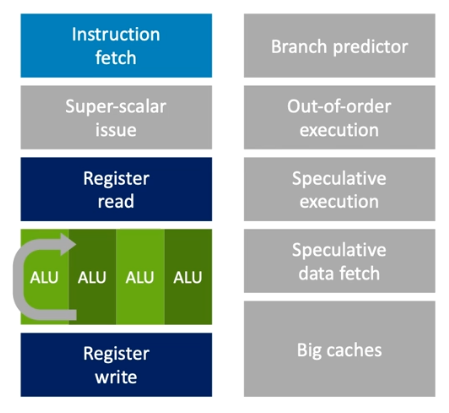 Instruction
fetch
Super-scalar
issue
Register
read
ALU ALU ALU ALU
Register
write
Branch predictor
Out-of-order
execution
Speculative
execution
Speculative
data fetch
Big caches